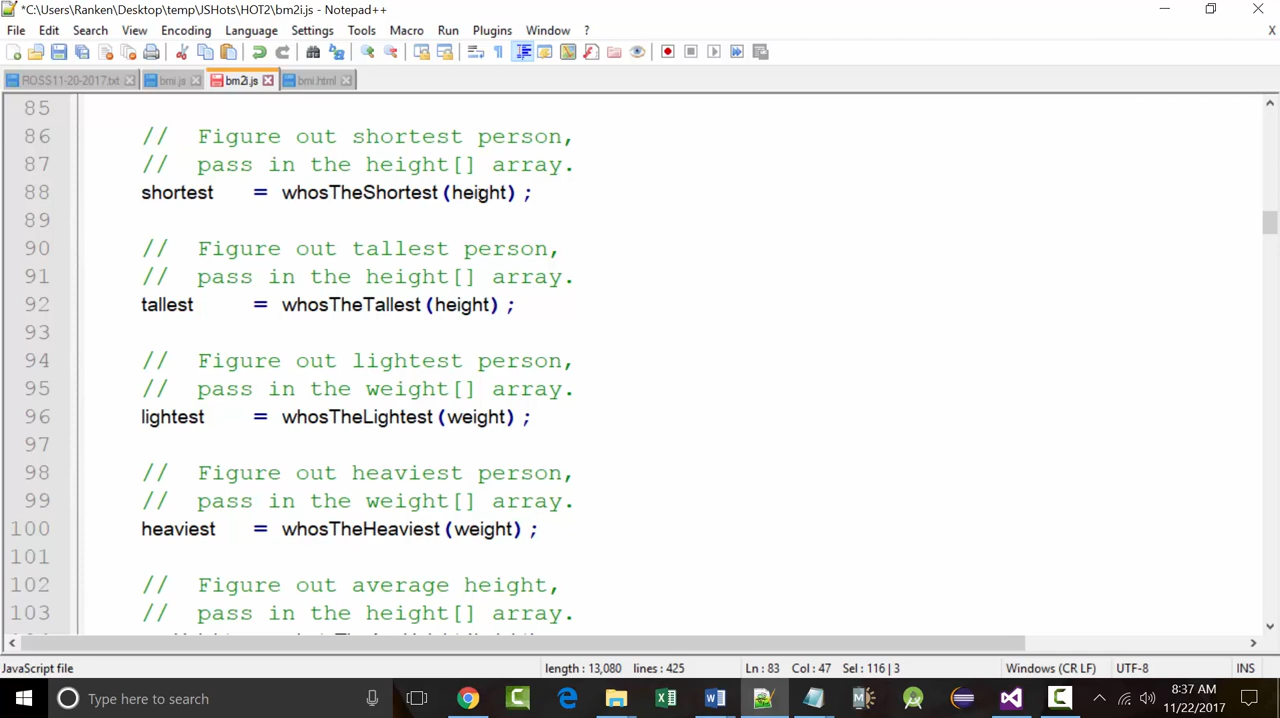 *C:\Users\Ranken\Desktop\temp\JSHots\HOT2\bm2i.js - Notepad++
File Edit Search View Encoding Language Settings Tools Macro Run Plugins Window ? X
ROSS11-20-2017.txt bmi.js bm2i.js bmi.html
85
86 // Figure out shortest person,
87 // pass in the height[] array.
88 shortest = whosTheShortest(height);
89
90 // Figure out tallest person,
91 // pass in the height[] array.
92 tallest = whosTheTallest(height);
93
94 // Figure out lightest person,
95 // pass in the weight[] array.
96 lightest = whosTheLightest(weight);
97
98 // Figure out heaviest person,
99 // pass in the weight[] array.
100 heaviest = whosTheHeaviest(weight);
101
102 // Figure out average height,
103 // pass in the height[] array.
JavaScript file length : 13,080 lines : 425 Ln : 83 Col : 47 Sel : 116 | 3 Windows (CR LF) UTF-8 INS
Type here to search 8:37 AM
11/22/2017